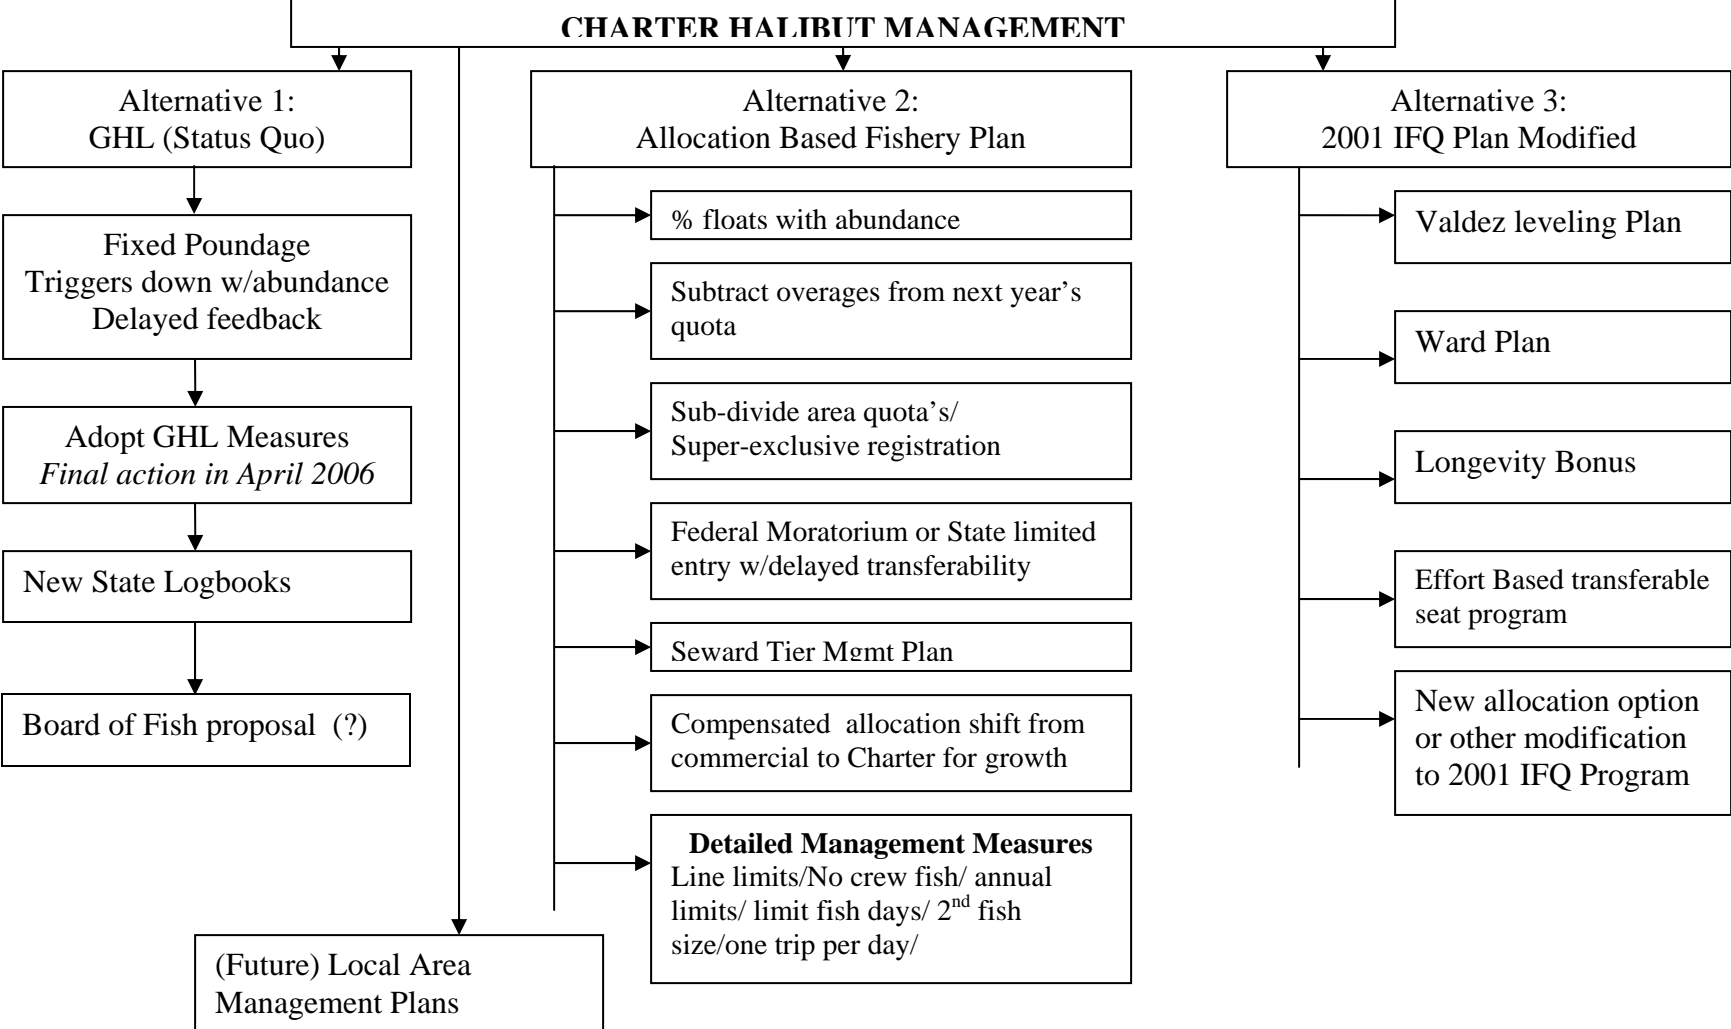 CHARTER HALIBUT MANAGEMENT
Alternative 1:
GHL (Status Quo)
Fixed Poundage
Triggers down w/abundance
Delayed feedback
Adopt GHL Measures
Final action in April 2006
New State Logbooks
Board of Fish proposal (?)
(Future) Local Area
Management Plans
Alternative 2:
Allocation Based Fishery Plan
% floats with abundance
Subtract overages from next year’s
quota
Sub-divide area quota’s/
Super-exclusive registration
Federal Moratorium or State limited
entry w/delayed transferability
Seward Tier Mgmt Plan
Compensated allocation shift from
commercial to Charter for growth
Detailed Management Measures
Line limits/No crew fish/ annual
limits/ limit fish days/ 2nd fish
size/one trip per day/
Alternative 3:
2001 IFQ Plan Modified
Valdez leveling Plan
Ward Plan
Longevity Bonus
Effort Based transferable
seat program
New allocation option
or other modification
to 2001 IFQ Program